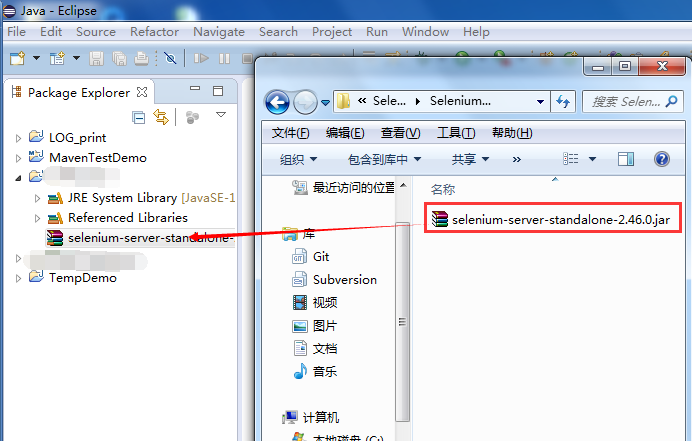 Java - Eclipse
File Edit Source Refactor Navigate Search Project Run Window
Package Explorer
LOG_print
MavenTestDemo
JRE System Library [JavaSE-1
Referenced Libraries
selenium-server-standalone-
TempDemo
« Sele... Selenium...
搜索 Selen...
文件(F) 编辑(E) 查看(V) 工具(T) 帮助(H)
组织 包含到库中 共享 »
最近访问的位置
库
Git
Subversion
视频
图片
文档
音乐
计算机
本地磁盘 (C:)
名称
selenium-server-standalone-2.46.0.jar